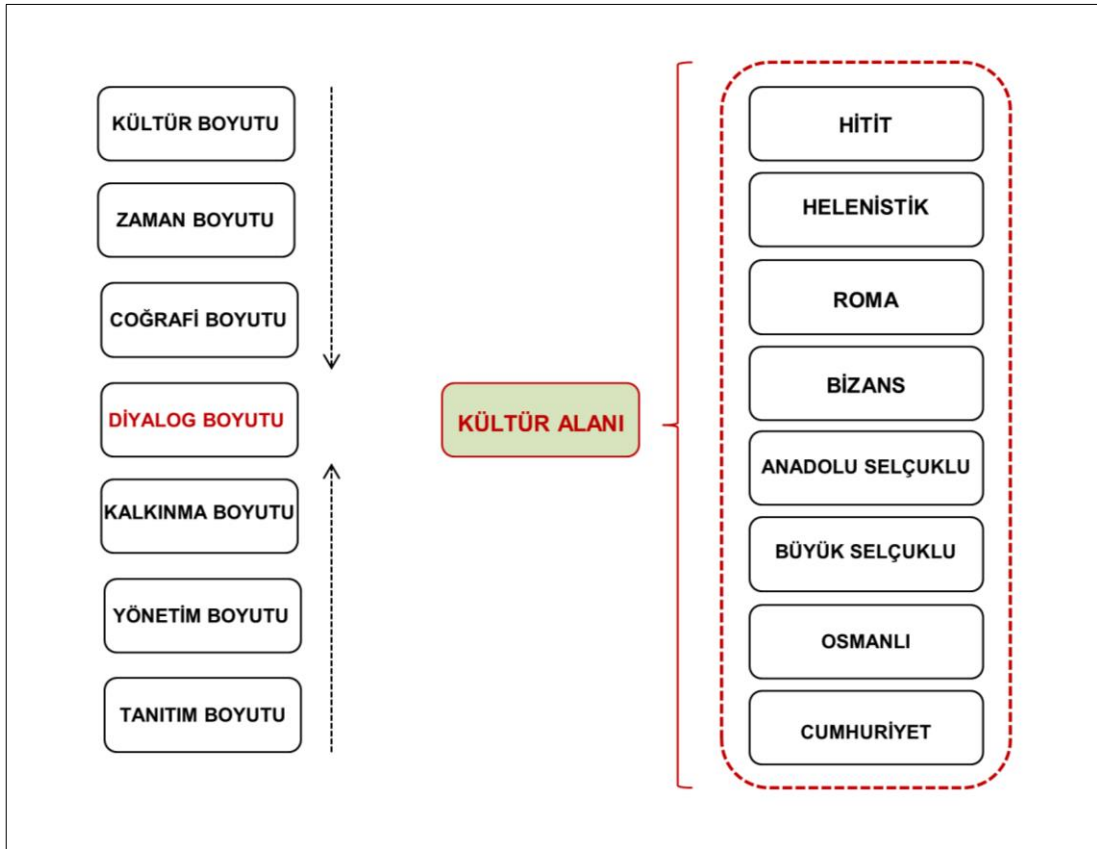 KÜLTÜR BOYUTU
ZAMAN BOYUTU
COĞRAFİ BOYUTU
DİYALOG BOYUTU
KALKINMA BOYUTU
YÖNETİM BOYUTU
TANITIM BOYUTU
KÜLTÜR ALANI
HİTİT
HELENİSTİK
ROMA
BİZANS
ANADOLU SELÇUKLU
BÜYÜK SELÇUKLU
OSMANLI
CUMHURİYET